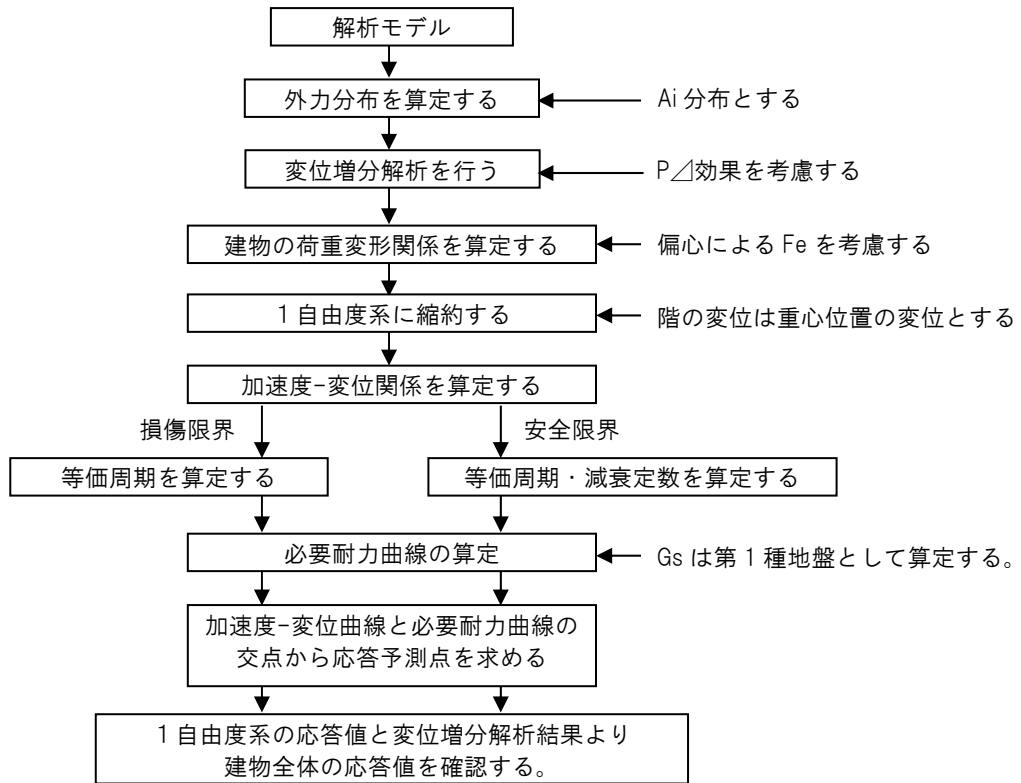 解析モデル
外力分布を算定する
Ai 分布とする
変位増分解析を行う
P⊿効果を考慮する
建物の荷重変形関係を算定する
偏心による Fe を考慮する
1 自由度系に縮約する
階の変位は重心位置の変位とする
加速度-変位関係を算定する
損傷限界
安全限界
等価周期を算定する
等価周期・減衰定数を算定する
必要耐力曲線の算定
Gs は第 1 種地盤として算定する。
加速度-変位曲線と必要耐力曲線の
交点から応答予測点を求める
1 自由度系の応答値と変位増分解析結果より
建物全体の応答値を確認する。